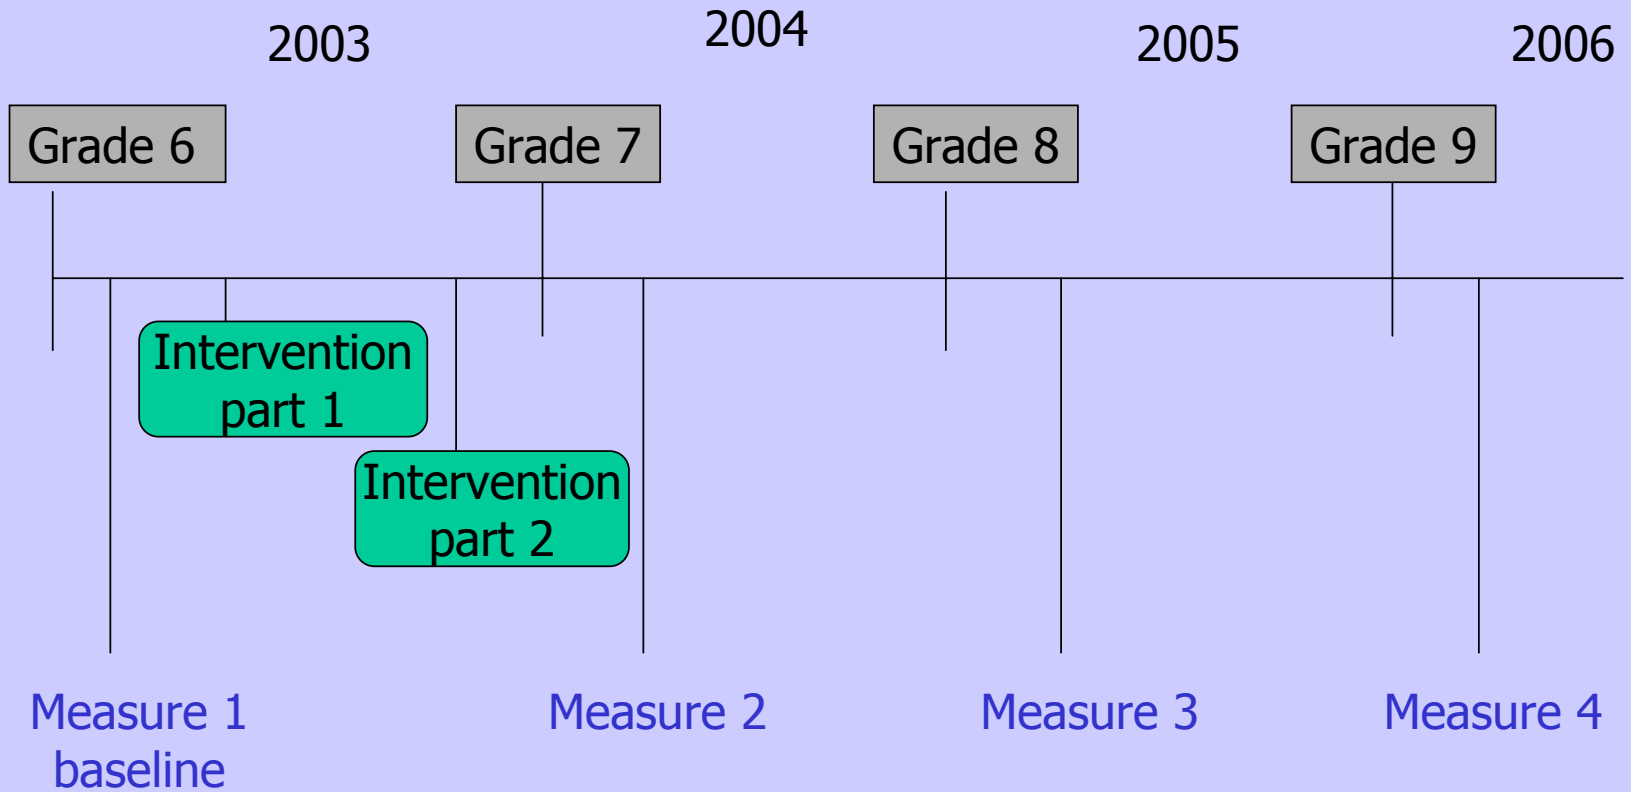 2003 2004 2005 2006
Grade 6 Grade 7 Grade 8 Grade 9
Intervention
part 1
Intervention
part 2
Measure 1 Measure 2 Measure 3 Measure 4
baseline